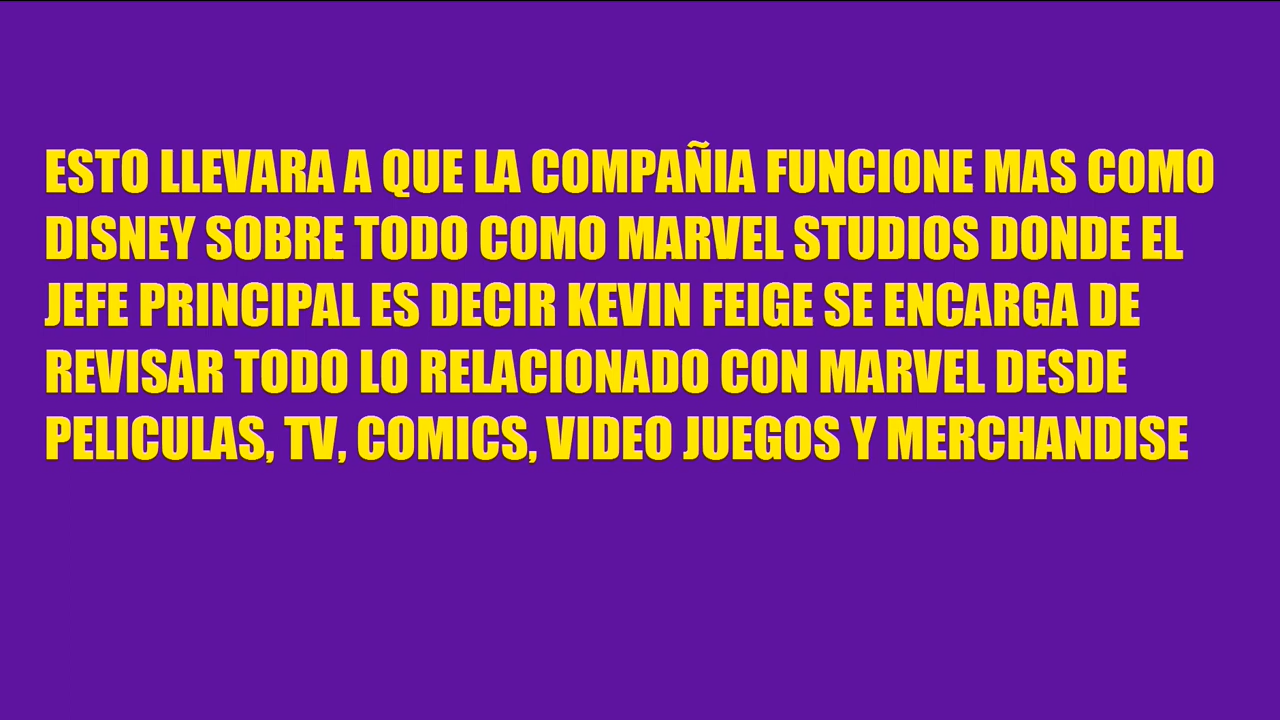 ESTO LLEVARA A QUE LA COMPAÑIA FUNCIONE MAS COMO
DISNEY SOBRE TODO COMO MARVEL STUDIOS DONDE EL
JEFE PRINCIPAL ES DECIR KEVIN FEIGE SE ENCARGA DE
REVISAR TODO LO RELACIONADO CON MARVEL DESDE
PELICULAS, TV, COMICS, VIDEO JUEGOS Y MERCHANDISE